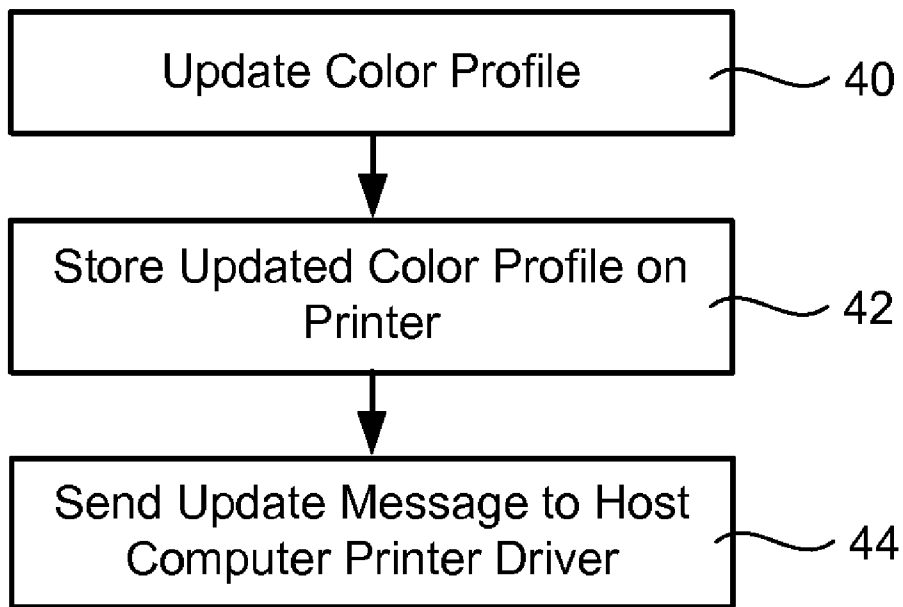 Update Color Profile
40
Store Updated Color Profile on
Printer
42
Send Update Message to Host
Computer Printer Driver
44